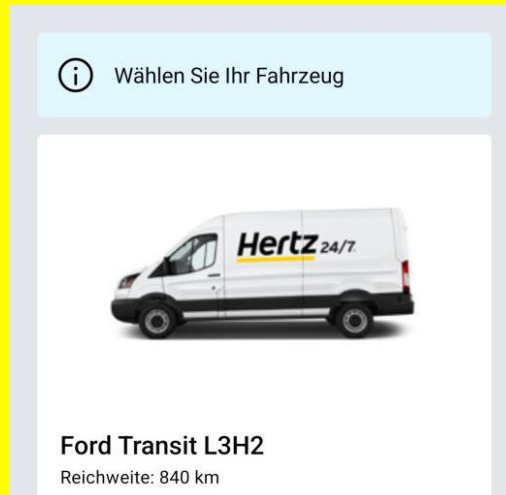 Wählen Sie Ihr Fahrzeug
Hertz 24/7
Ford Transit L3H2
Reichweite: 840 km